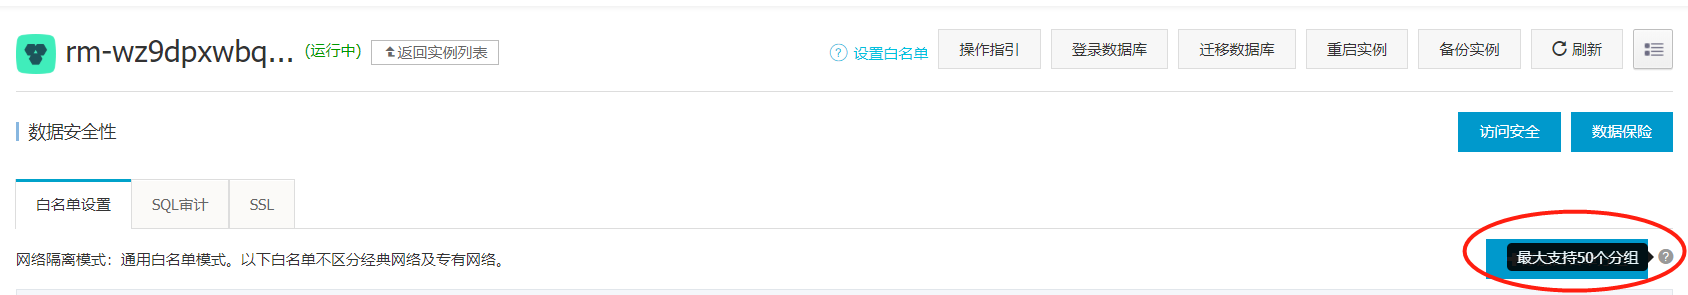 rm-wz9dpxwbq... (运行中) 返回实例列表 ? 设置白名单 操作指引 登录数据库 迁移数据库 重启实例 备份实例 刷新
数据安全性 访问安全 数据保险
白名单设置 SQL审计 SSL
网络隔离模式：通用白名单模式。以下白名单不区分经典网络及专有网络。 最大支持50个分组 ?